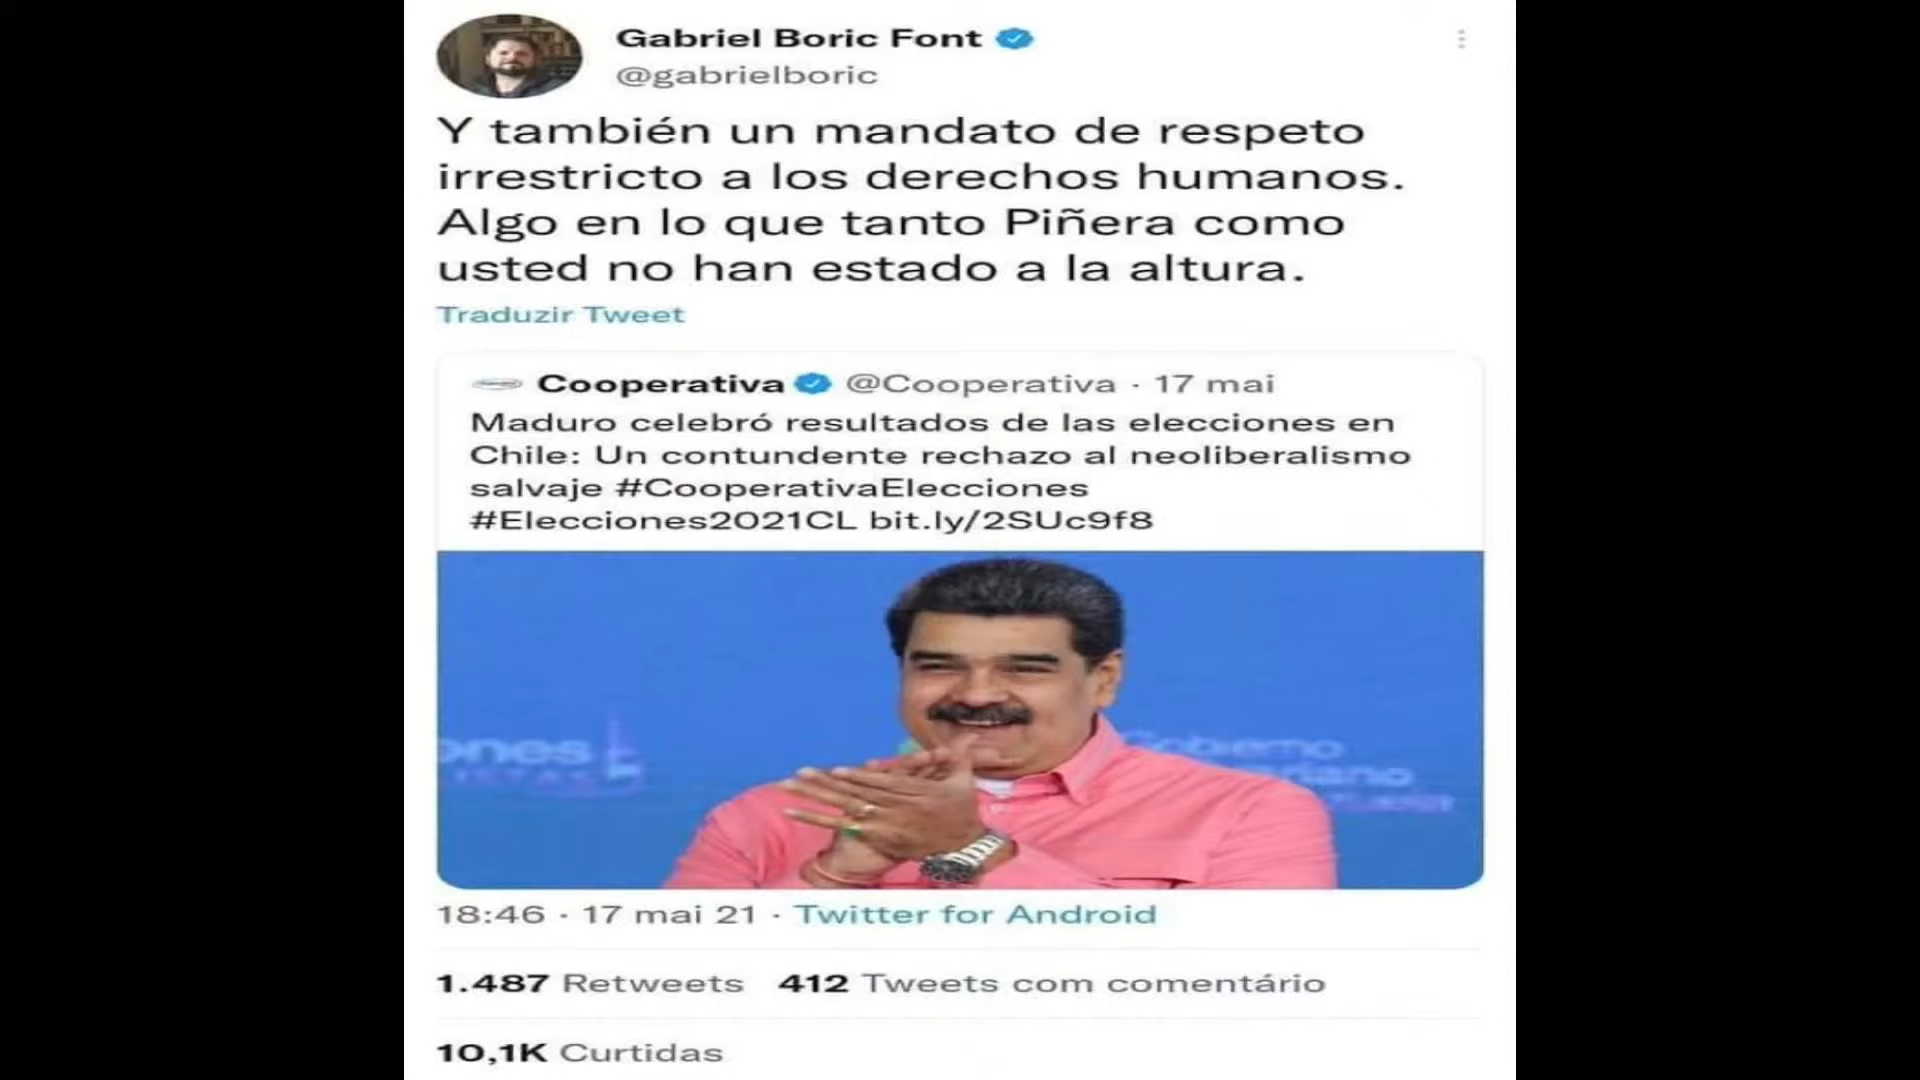 Gabriel Boric Font
@gabrielboric
Y también un mandato de respeto
irrestricto a los derechos humanos.
Algo en lo que tanto Piñera como
usted no han estado a la altura.
Traduzir Tweet
Cooperativa @Cooperativa · 17 mai
Maduro celebró resultados de las elecciones en
Chile: Un contundente rechazo al neoliberalismo
salvaje #CooperativaElecciones
#Elecciones2021CL bit.ly/2SUc9f8
ones
Gobierno
18:46 · 17 mai 21 · Twitter for Android
1.487 Retweets 412 Tweets com comentário
10,1K Curtidas